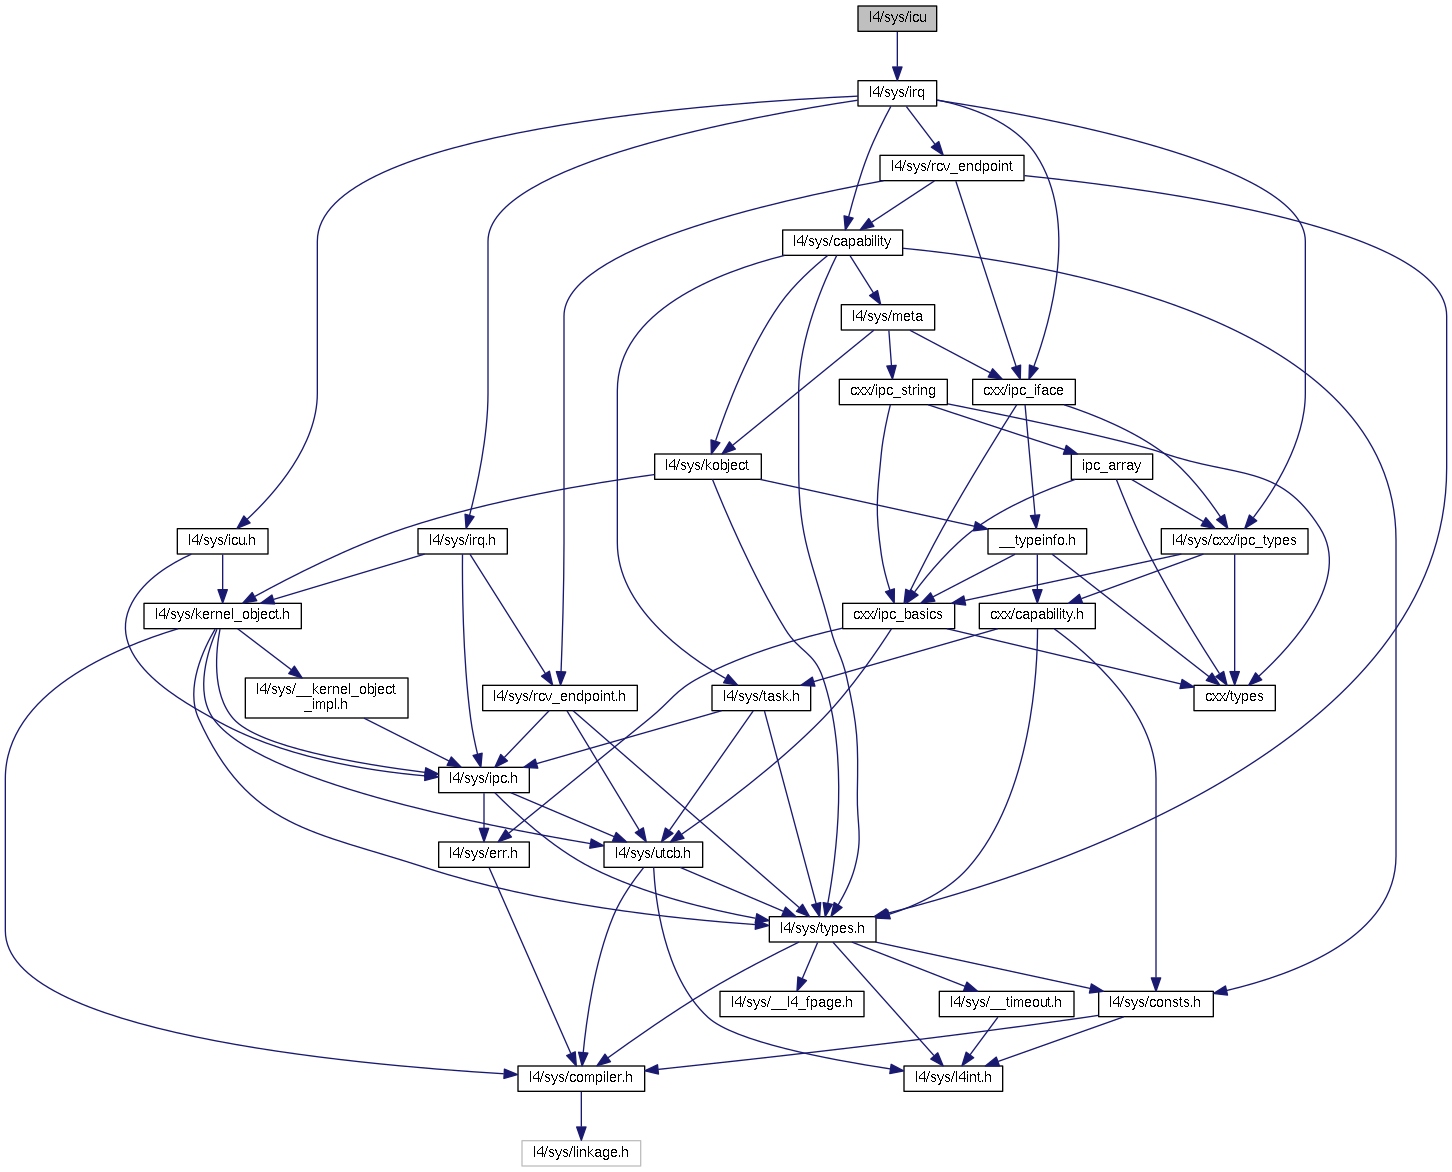 l4/sys/icu
l4/sys/irq
l4/sys/rcv_endpoint
l4/sys/capability
l4/sys/meta
cxx/ipc_string
cxx/ipc_iface
l4/sys/kobject
ipc_array
l4/sys/icu.h
l4/sys/irq.h
__typeinfo.h
l4/sys/cxx/ipc_types
l4/sys/kernel_object.h
cxx/ipc_basics
cxx/capability.h
l4/sys/__kernel_object
_impl.h
l4/sys/rcv_endpoint.h
l4/sys/task.h
cxx/types
l4/sys/ipc.h
l4/sys/err.h
l4/sys/utcb.h
l4/sys/types.h
l4/sys/__l4_fpage.h
l4/sys/__timeout.h
l4/sys/consts.h
l4/sys/compiler.h
l4/sys/l4int.h
l4/sys/linkage.h